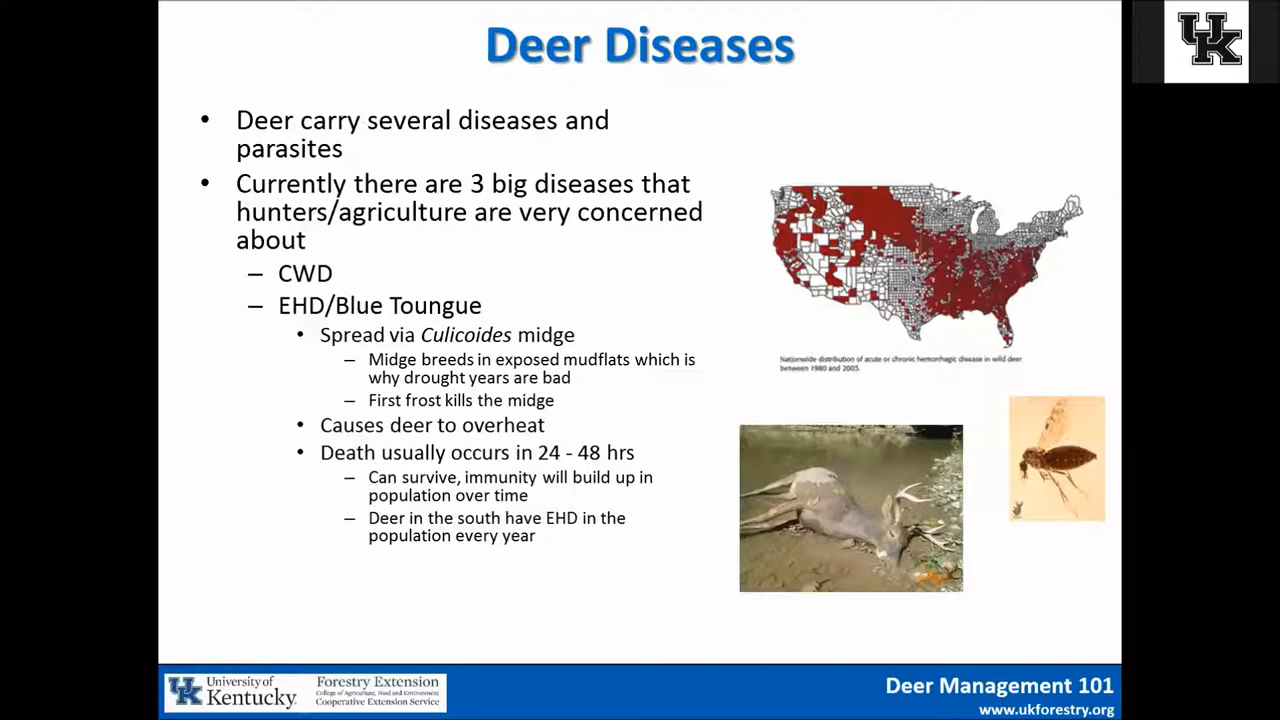 Deer Diseases
• Deer carry several diseases and
parasites
• Currently there are 3 big diseases that
hunters/agriculture are very concerned
about
– CWD
– EHD/Blue Toungue
• Spread via Culicoides midge
– Midge breeds in exposed mudflats which is
why drought years are bad
– First frost kills the midge
• Causes deer to overheat
• Death usually occurs in 24 - 48 hrs
– Can survive, immunity will build up in
population over time
– Deer in the south have EHD in the
population every year
Nationwide distribution of acute or chronic hemorrhagic disease in wild deer
between 1980 and 2003.
UK
UK University of
Kentucky
Forestry Extension
College of Agriculture, Food and Environment
Cooperative Extension Service
Deer Management 101
www.ukforestry.org